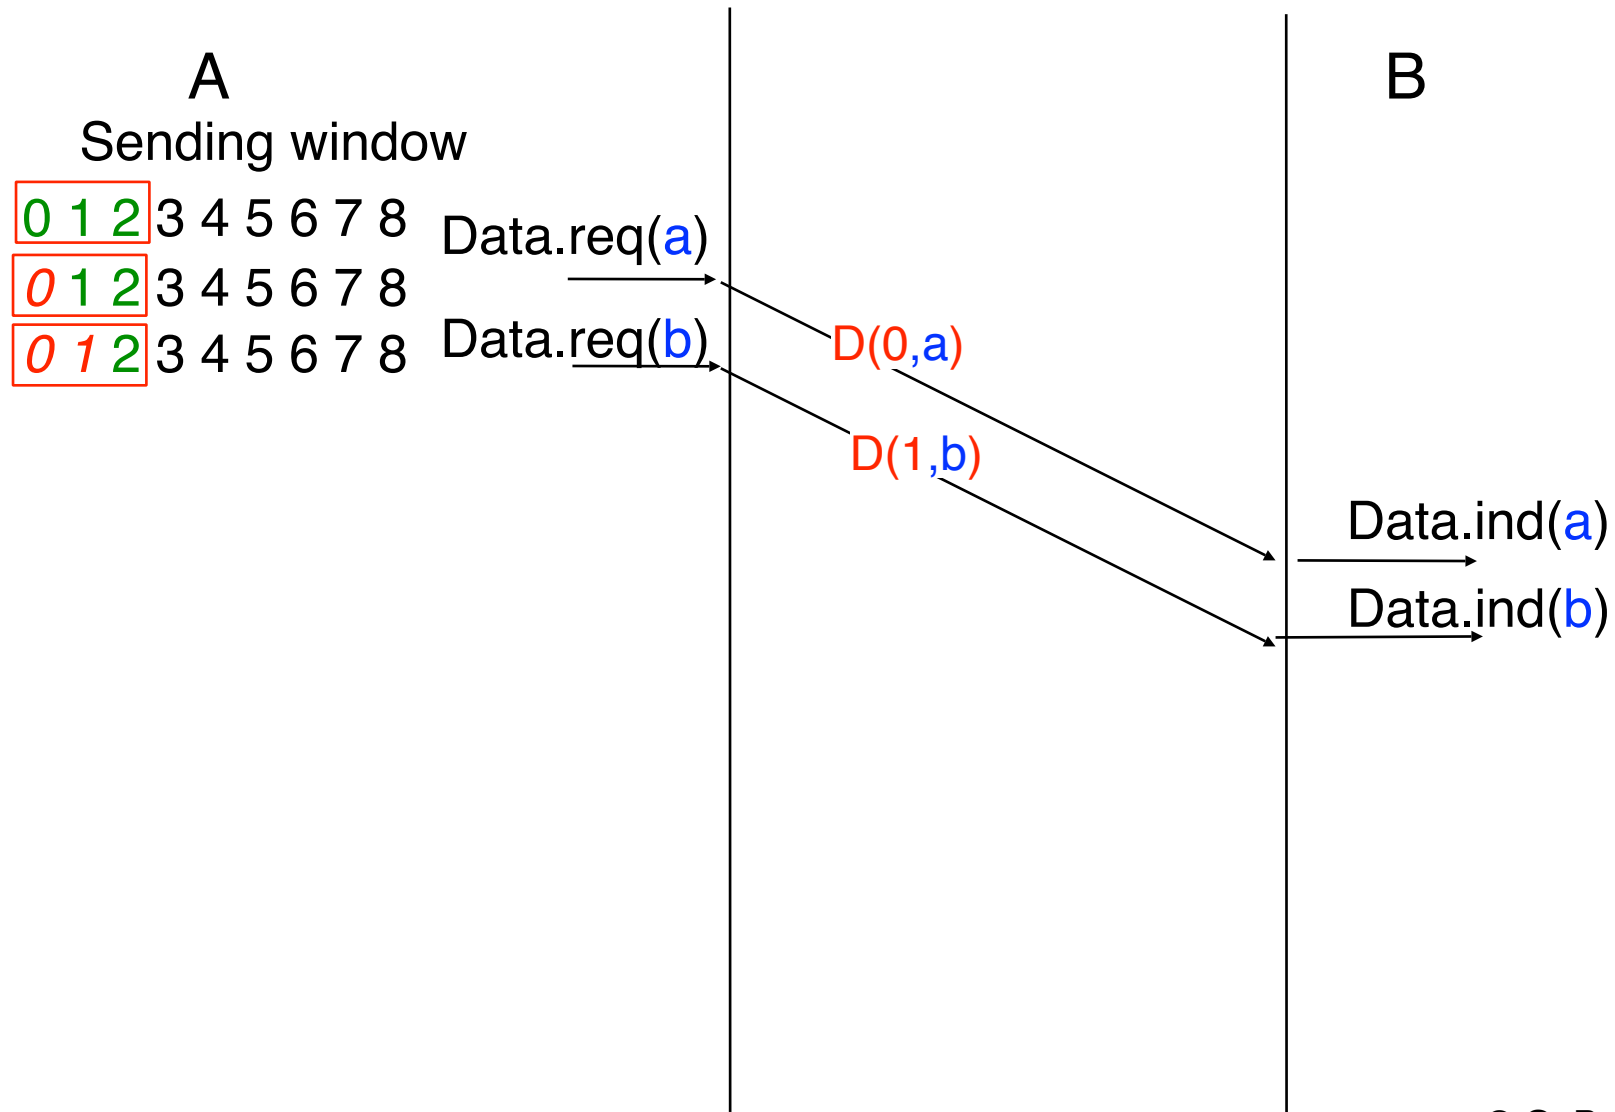 A
B
Sending window
0 1 2 3 4 5 6 7 8
Data.req(a)
0 1 2 3 4 5 6 7 8
Data.req(b)
D(0,a)
0 1 2 3 4 5 6 7 8
D(1,b)
Data.ind(a)
Data.ind(b)